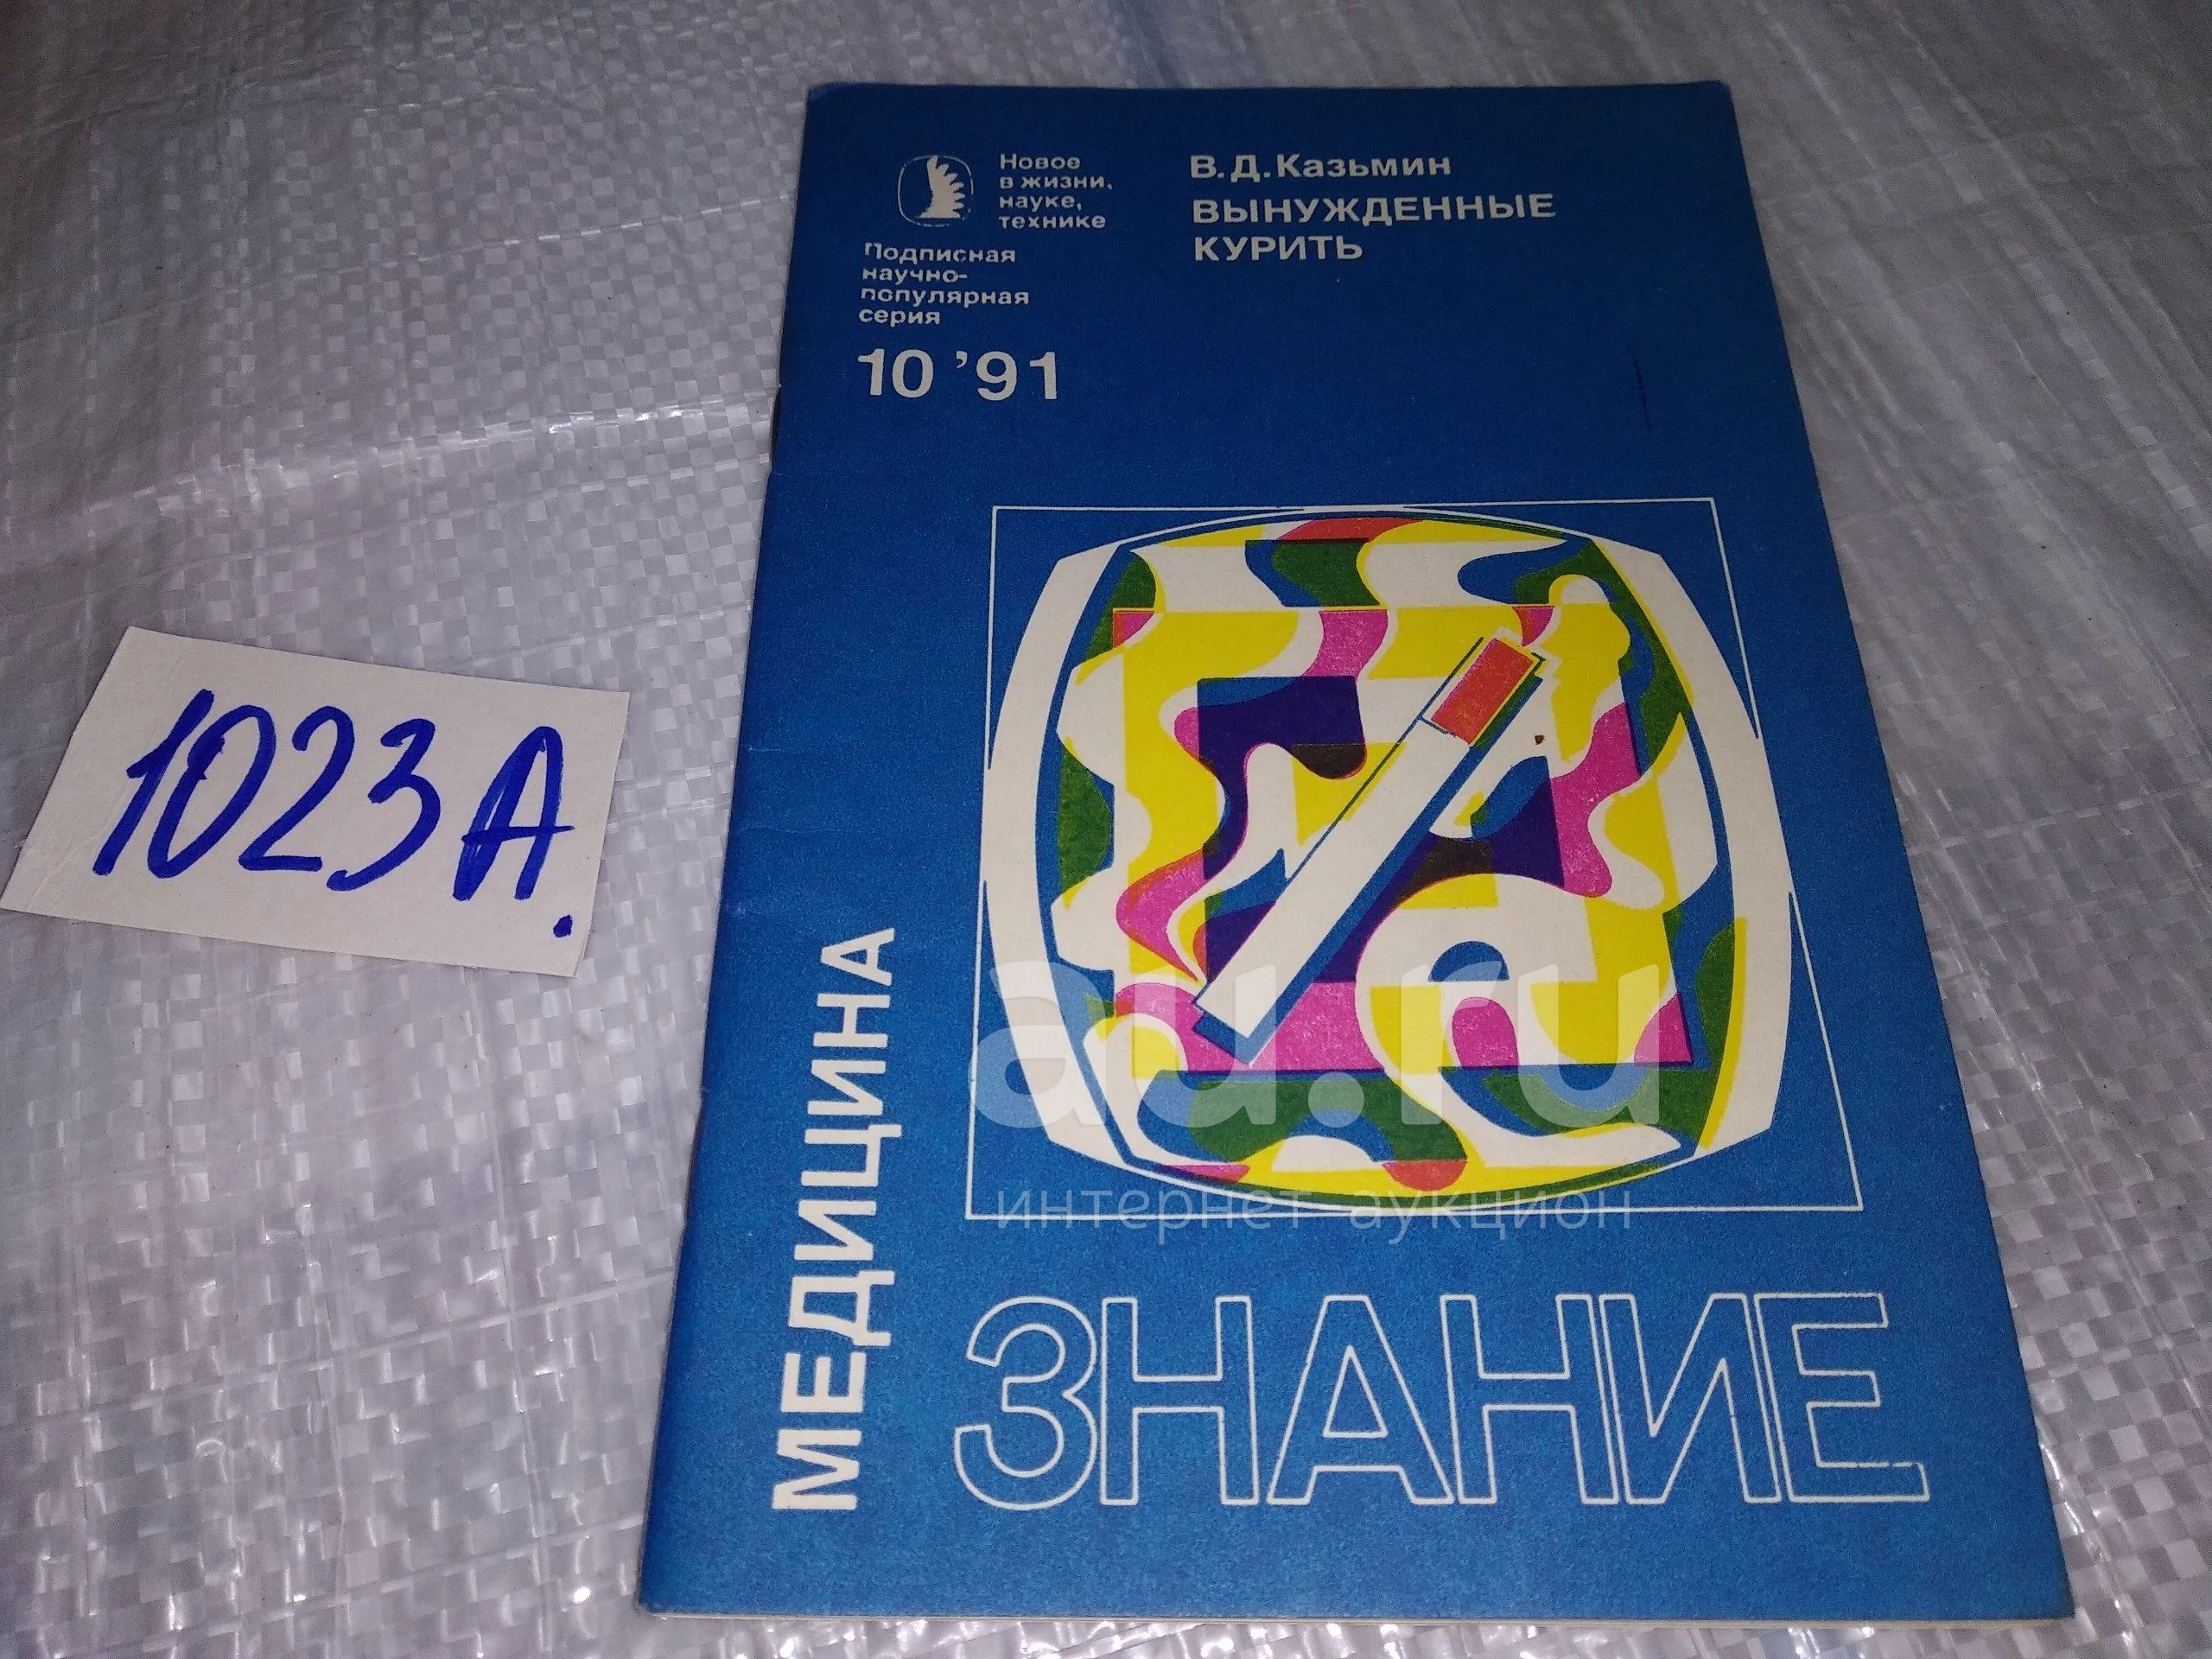 Новое
в жизни,
науке,
технике
Подписная
научно-
популярная
серия
10 '91
В. Д. Казьмин
ВЫНУЖДЕННЫЕ
КУРИТЬ
1023А.
МЕДИЦИНА
au.ru
интернет аукцион
ЗНАНИЕ